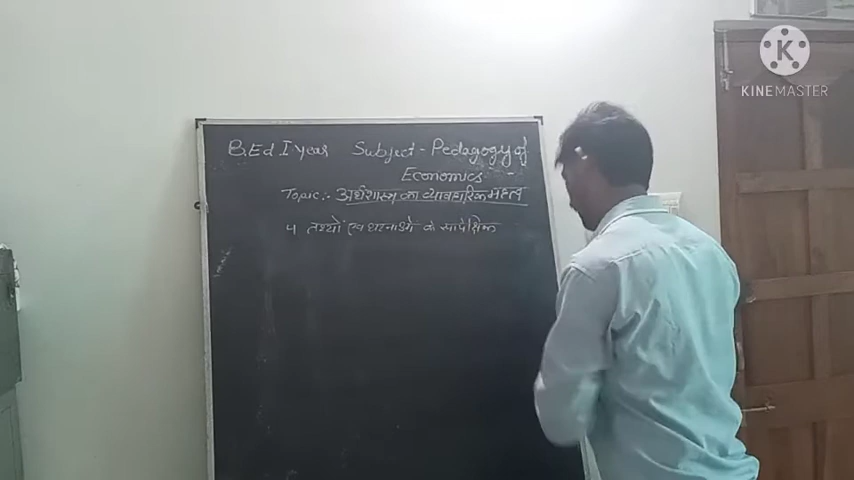 B.Ed I year Subject - Pedagogy of
Economics
Topic:- अर्थशास्त्र का व्यावहारिक महत्व
4 तथ्यों एवं घटनाओं के सापेक्षिक
K
KINEMASTER